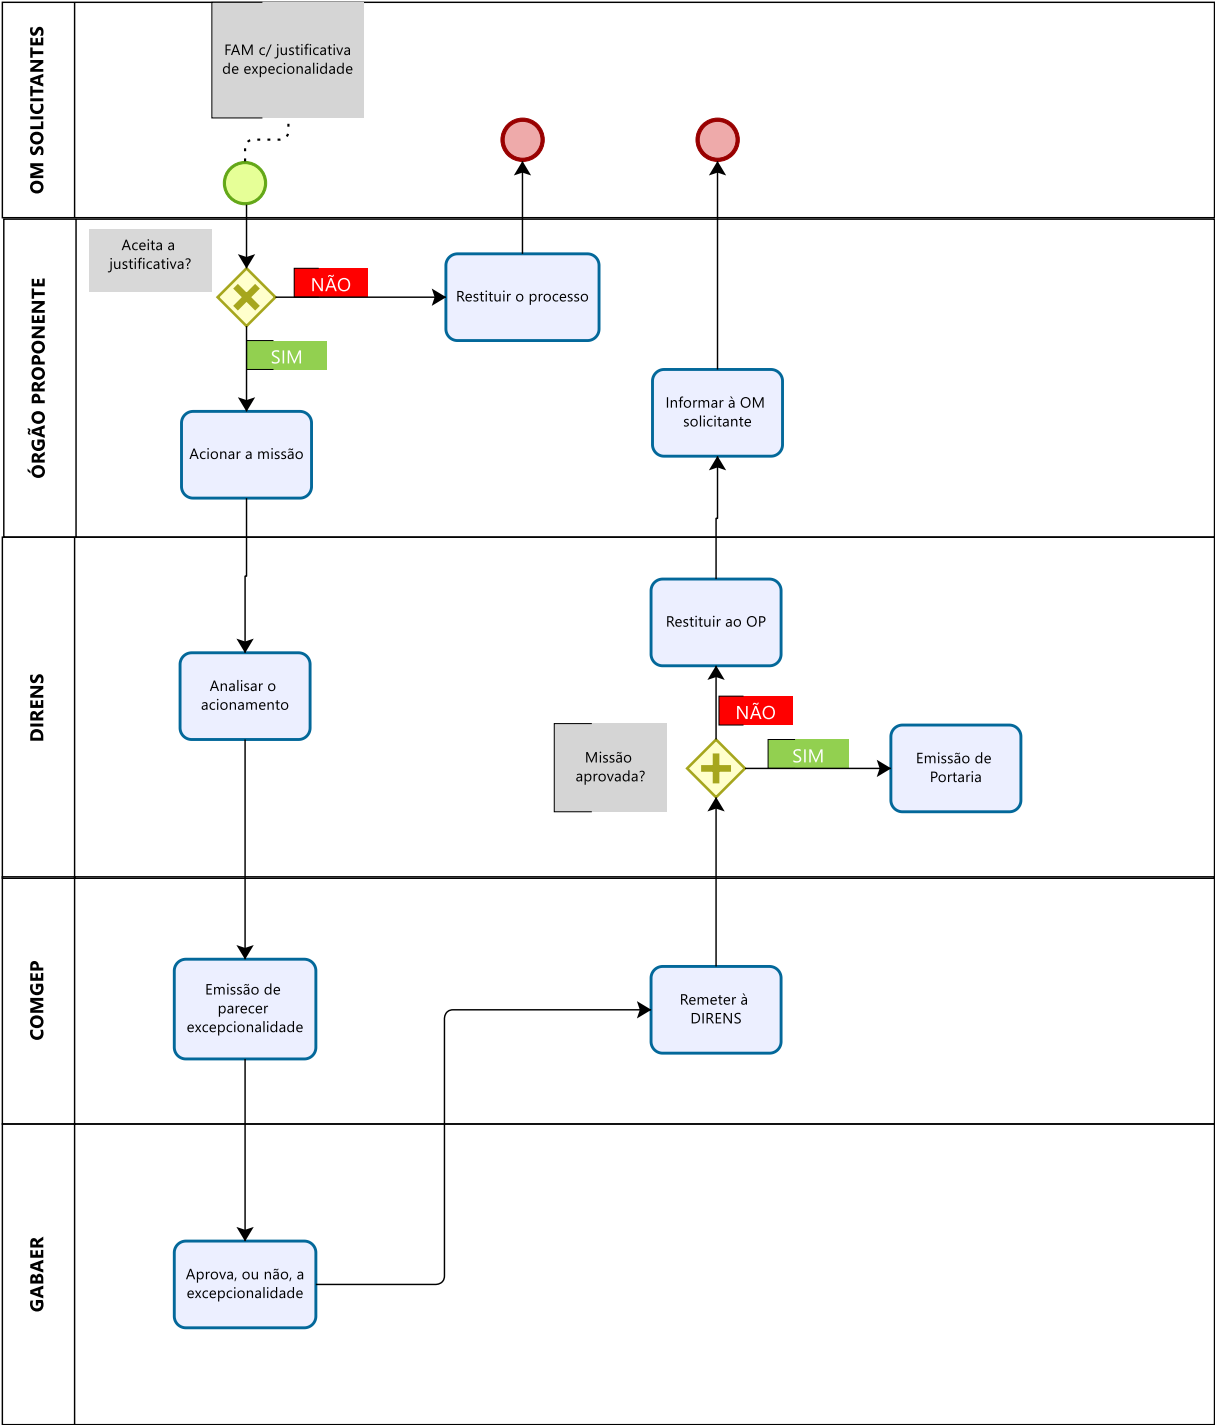 OM SOLICITANTES
FAM c/ justificativa
de expecionalidade
ÓRGÃO PROPONENTE
Aceita a
justificativa?
NÃO
Restituir o processo
SIM
Acionar a missão
Informar à OM
solicitante
DIRENS
Analisar o
acionamento
Restituir ao OP
NÃO
Missão
aprovada?
SIM
Emissão de
Portaria
COMGEP
Emissão de
parecer
excepcionalidade
Remeter à
DIRENS
GABAER
Aprova, ou não, a
excepcionalidade